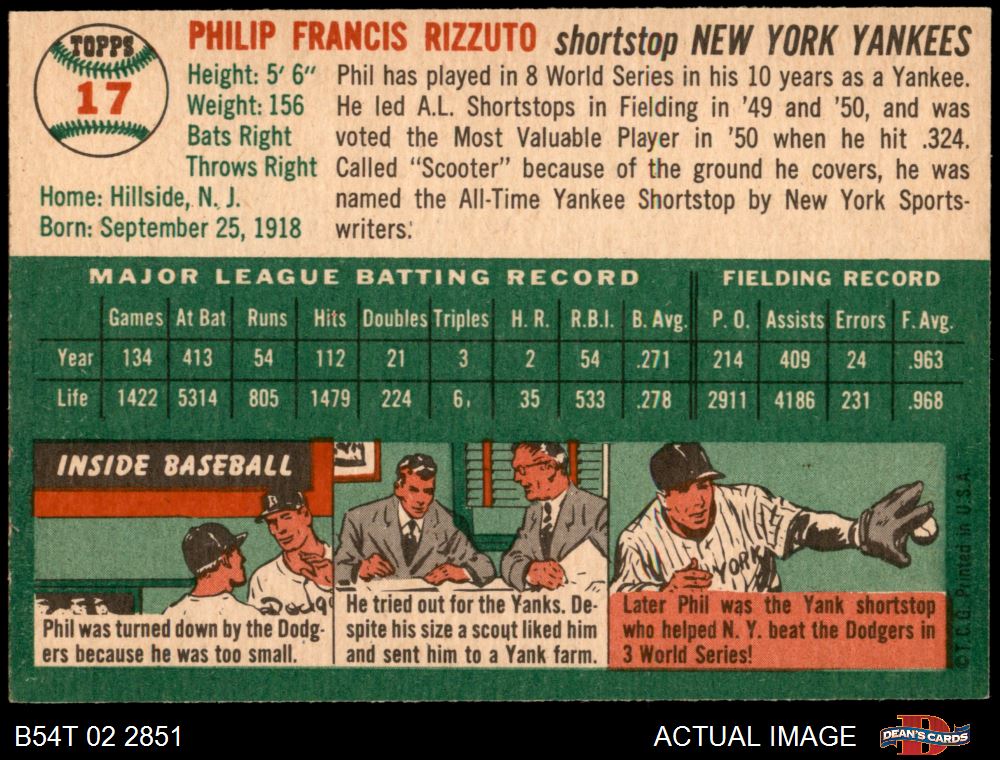 TOPPS
17
PHILIP FRANCIS RIZZUTO shortstop NEW YORK YANKEES
Height: 5' 6"
Weight: 156
Bats Right
Throws Right
Home: Hillside, N. J.
Born: September 25, 1918
Phil has played in 8 World Series in his 10 years as a Yankee.
He led A.L. Shortstops in Fielding in '49 and '50, and was
voted the Most Valuable Player in '50 when he hit .324.
Called "Scooter" because of the ground he covers, he was
named the All-Time Yankee Shortstop by New York Sports-
writers.
MAJOR LEAGUE BATTING RECORD FIELDING RECORD
Games At Bat Runs Hits Doubles Triples H. R. R.B.I. B. Avg. P. O. Assists Errors F. Avg.
Year 134 413 54 112 21 3 2 54 .271 214 409 24 .963
Life 1422 5314 805 1479 224 6 35 533 .278 2911 4186 231 .968
INSIDE BASEBALL
B
Dodg
Phil was turned down by the Dodg-
ers because he was too small.
He tried out for the Yanks. De-
spite his size a scout liked him
and sent him to a Yank farm.
YORK
Later Phil was the Yank shortstop
who helped N. Y. beat the Dodgers in
3 World Series!
© T.C.G. Printed in U.S.A.
B54T 02 2851
ACTUAL IMAGE
DEAN'S CARDS